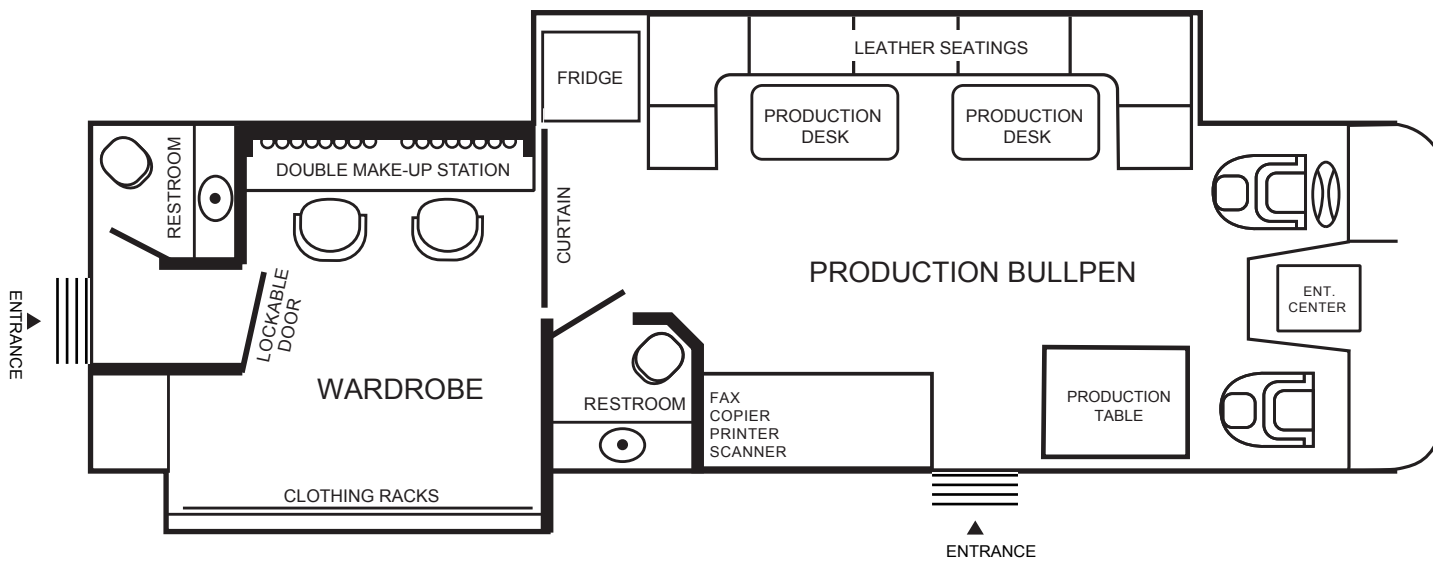 LEATHER SEATINGS
FRIDGE
PRODUCTION
DESK
PRODUCTION
DESK
RESTROOM
DOUBLE MAKE-UP STATION
CURTAIN
PRODUCTION BULLPEN
ENT.
CENTER
ENTRANCE
LOCKABLE
DOOR
WARDROBE
RESTROOM
FAX
COPIER
PRINTER
SCANNER
PRODUCTION
TABLE
CLOTHING RACKS
ENTRANCE